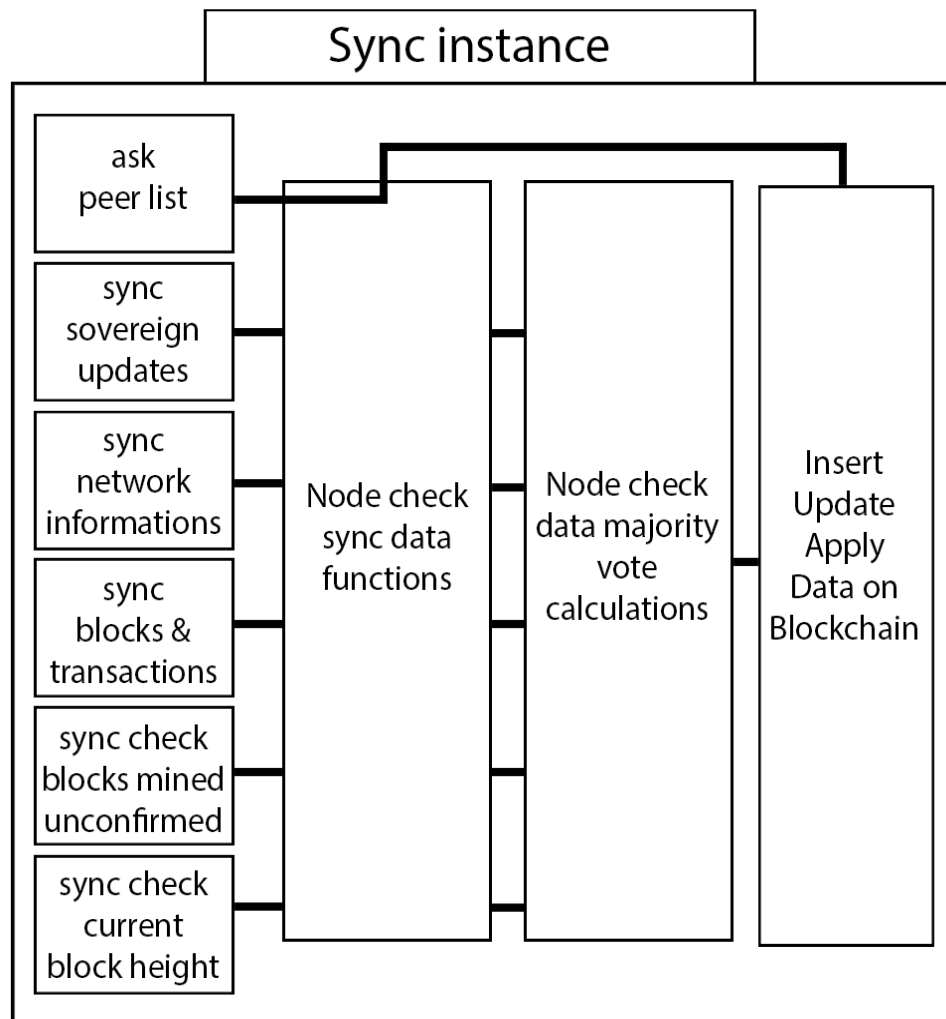 Sync instance
ask
peer list
sync
sovereign
updates
sync
network
informations
sync
blocks &
transactions
sync check
blocks mined
unconfirmed
sync check
current
block height
Node check
sync data
functions
Node check
data majority
vote
calculations
Insert
Update
Apply
Data on
Blockchain